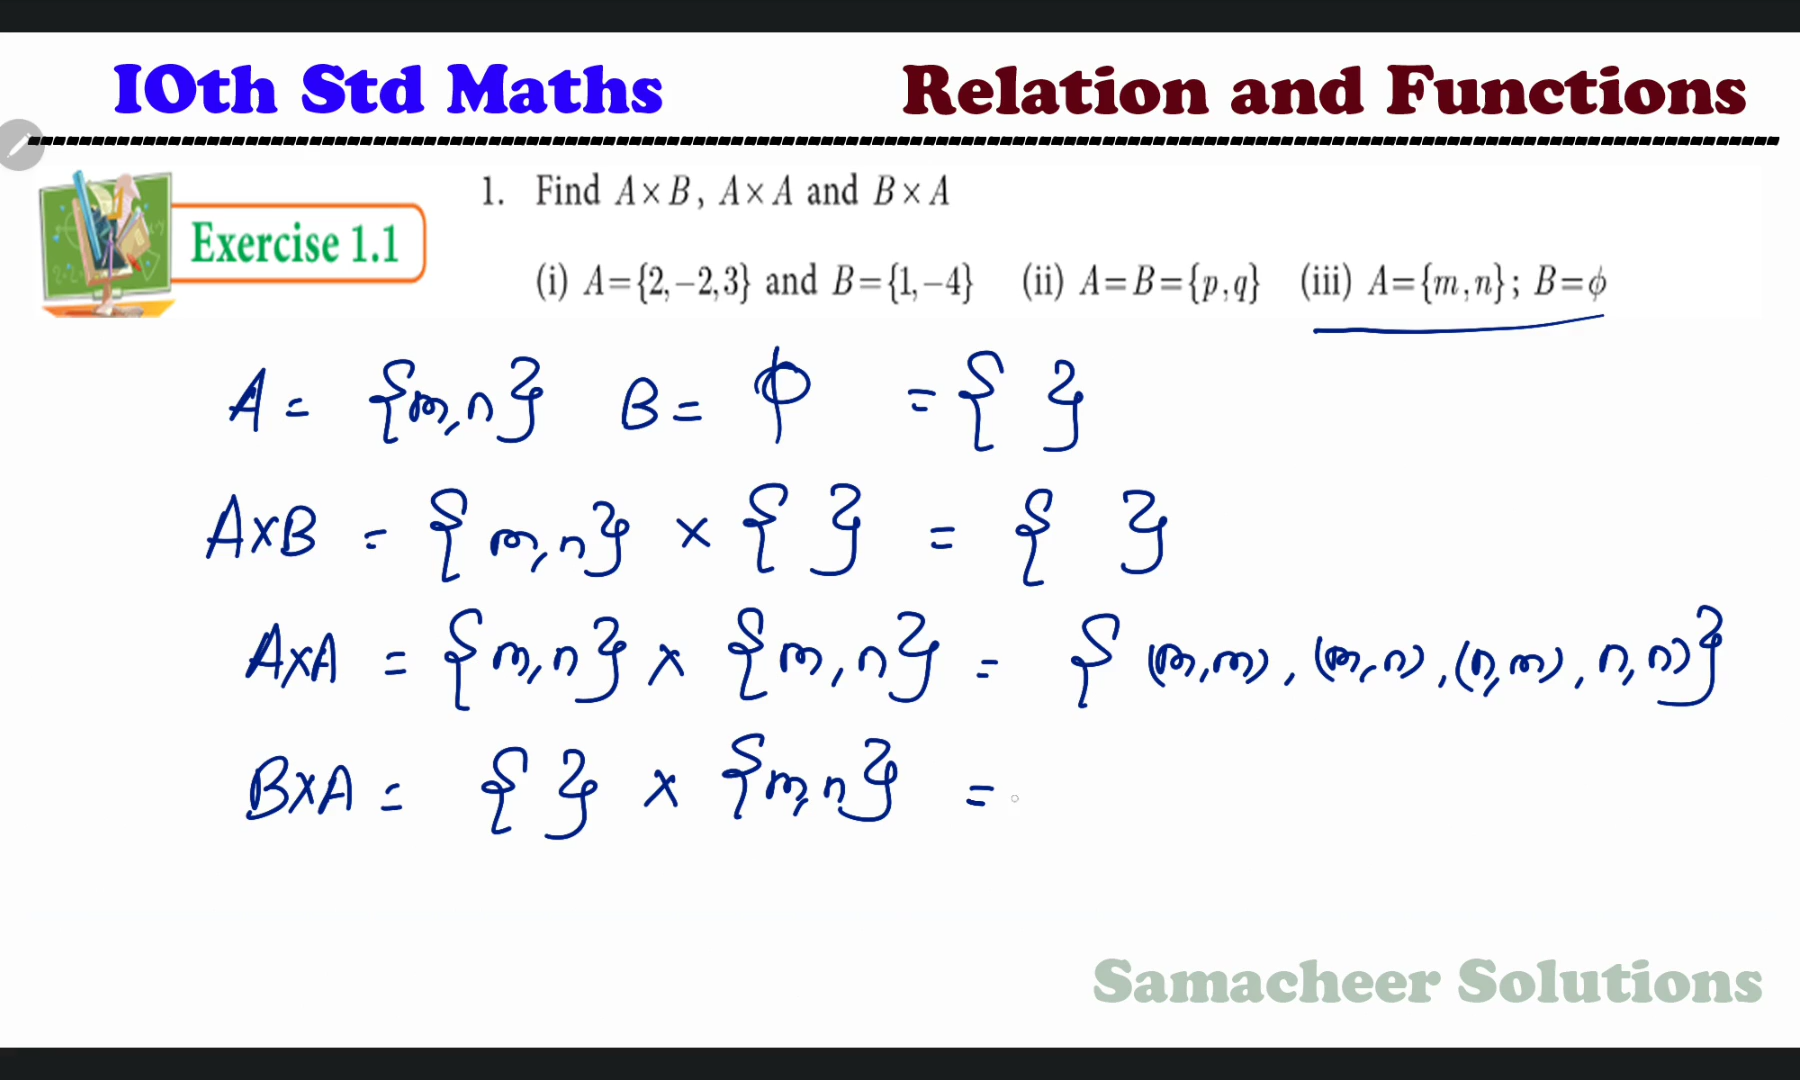 10th Std Maths Relation and Functions
Exercise 1.1
1. Find A×B, A×A and B×A
(i) A={2,−2,3} and B={1,−4} (ii) A=B={p,q} (iii) A={m,n}; B=ϕ
A = {m,n} B = ϕ = { }
A×B = {m,n} × { } = { }
A×A = {m,n} × {m,n} = {(m,m), (m,n), (n,m), n,n)}
B×A = { } × {m,n} =
Samacheer Solutions